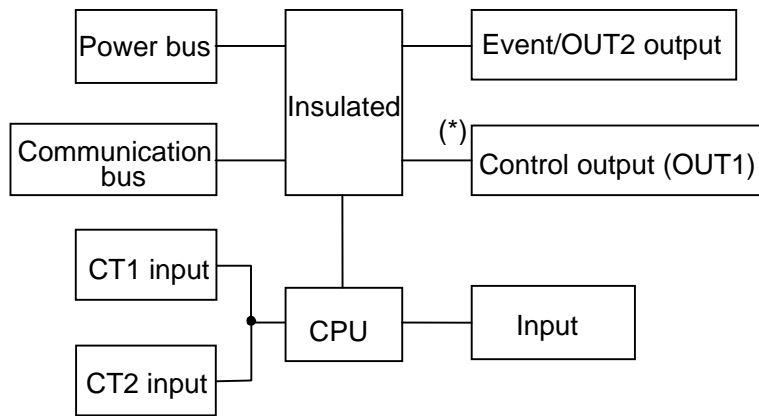 Power bus
Event/OUT2 output
Insulated
(*)
Communication
bus
Control output (OUT1)
CT1 input
CPU
Input
CT2 input